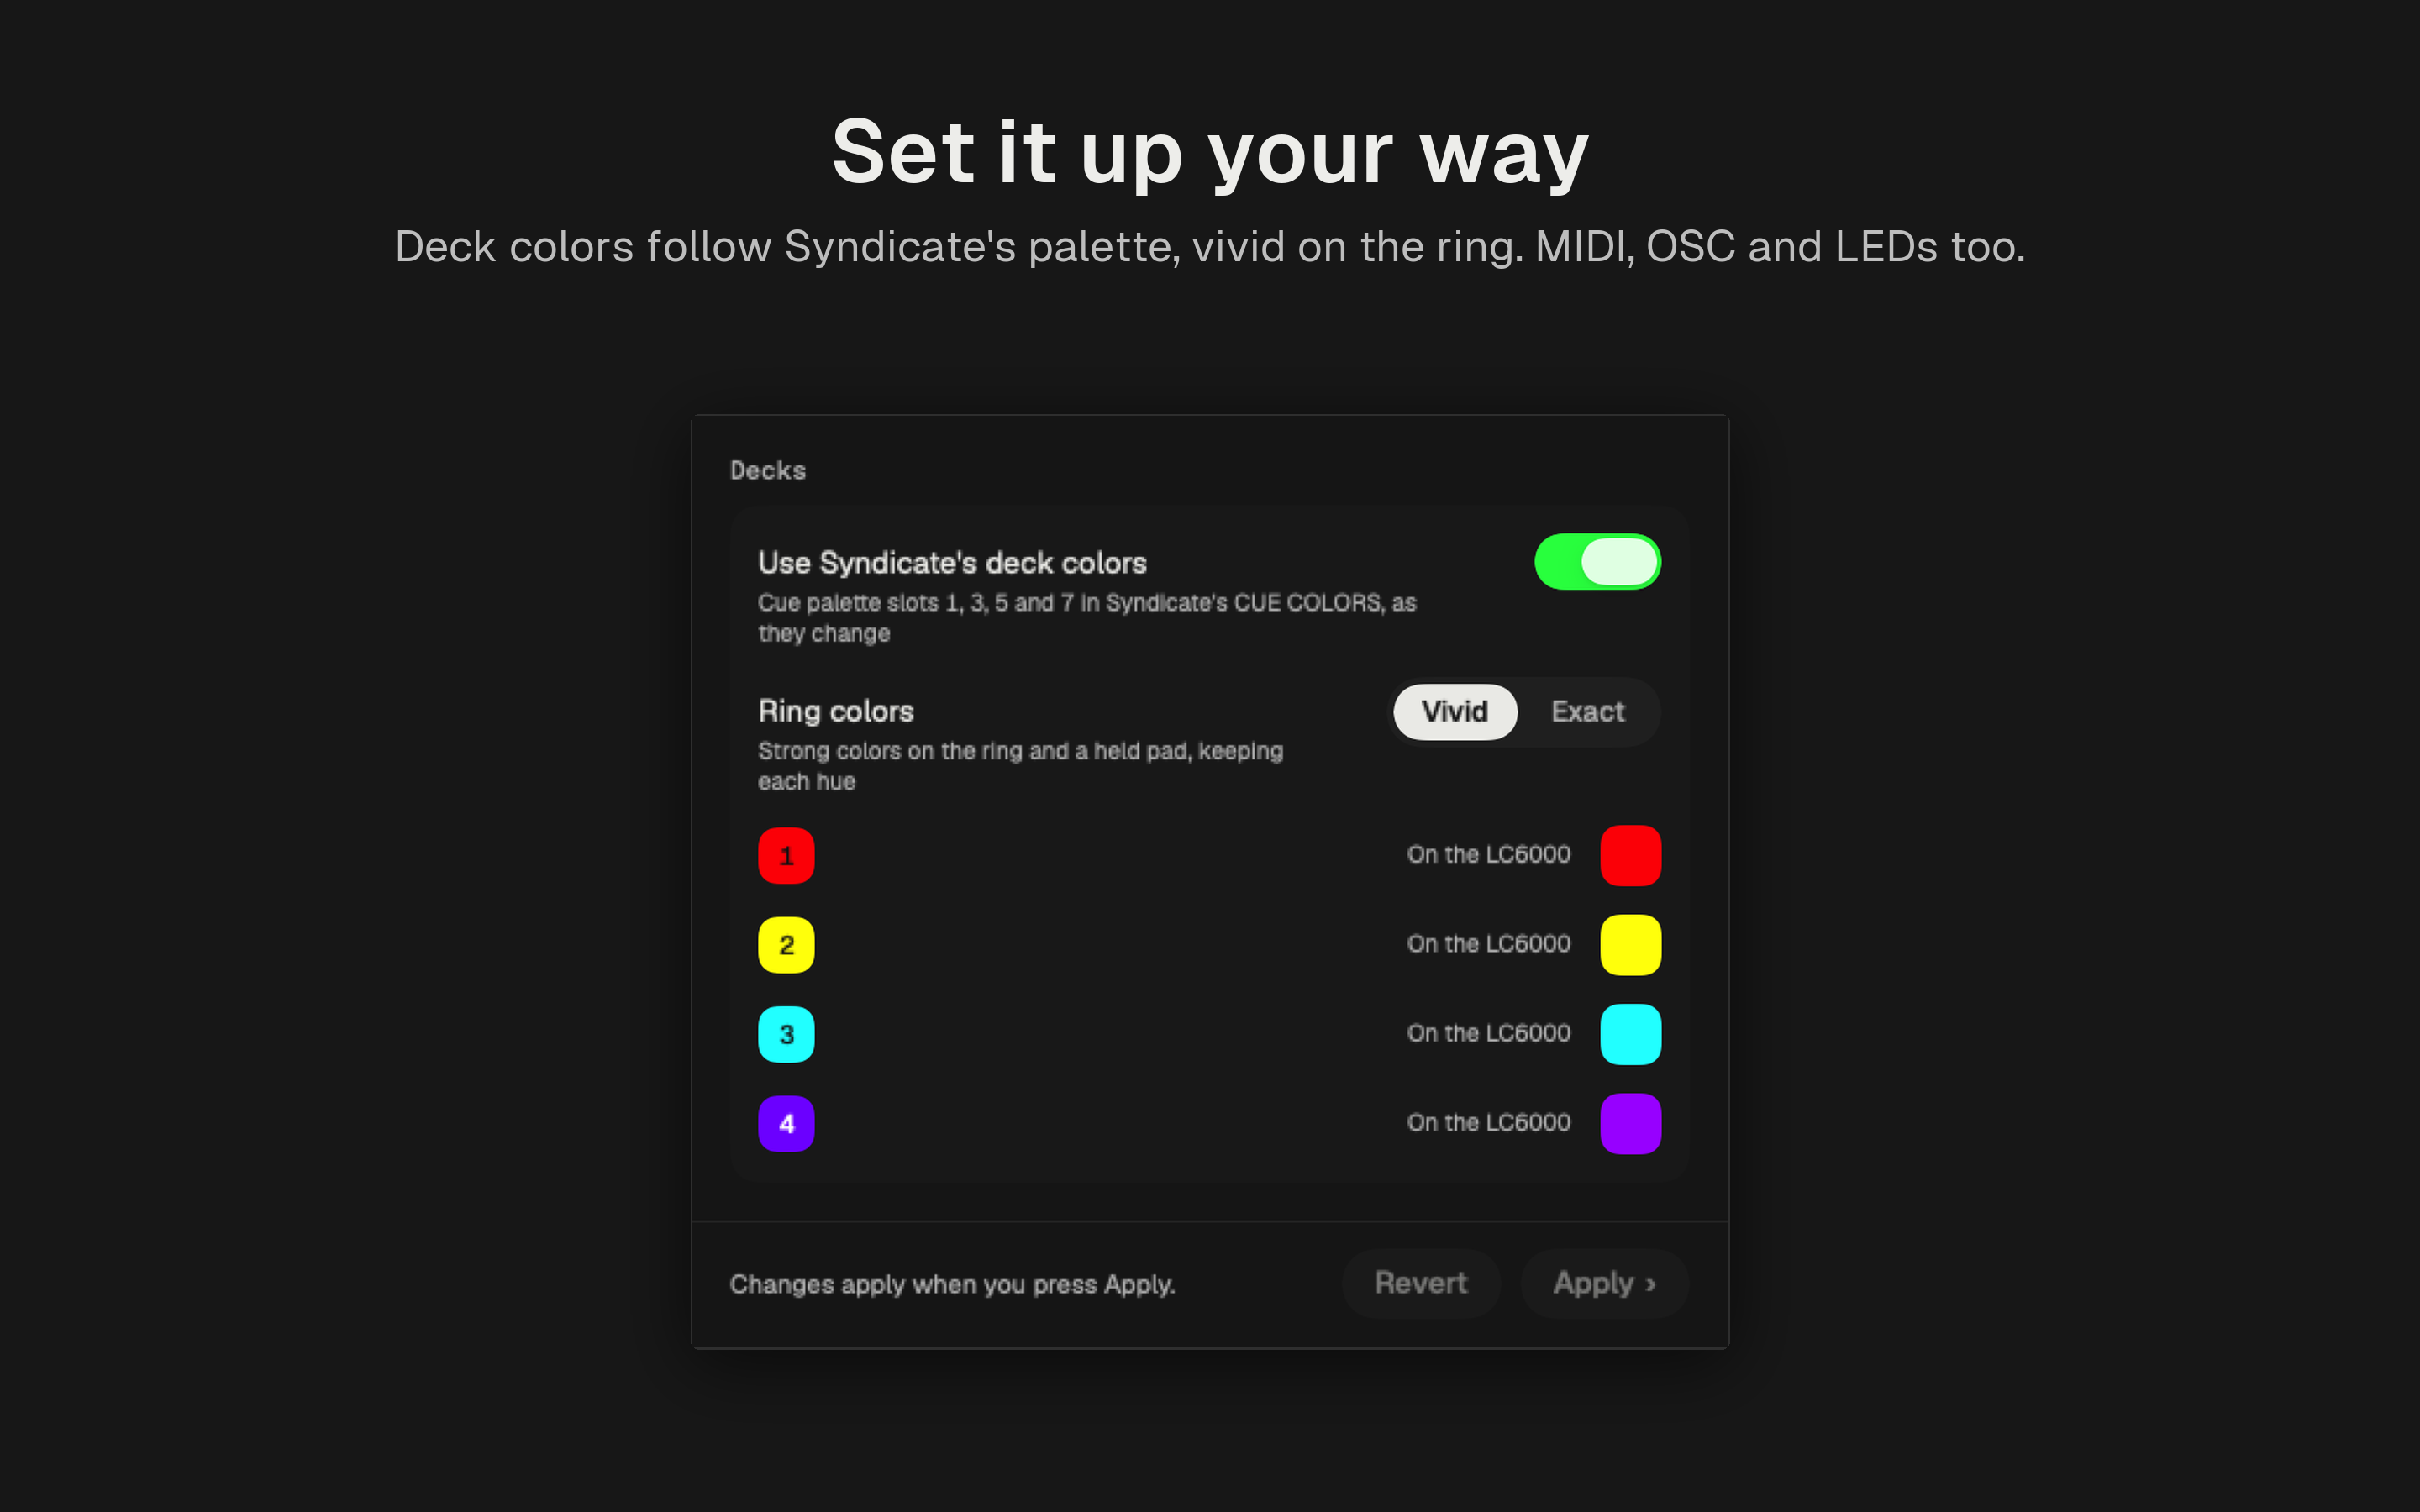 Set it up your way
Deck colors follow Syndicate's palette, vivid on the ring. MIDI, OSC and LEDs too.
Decks
Use Syndicate's deck colors
Cue palette slots 1, 3, 5 and 7 in Syndicate's CUE COLORS, as
they change
Ring colors
Vivid Exact
Strong colors on the ring and a held pad, keeping
each hue
1 On the LC6000
2 On the LC6000
3 On the LC6000
4 On the LC6000
Changes apply when you press Apply. Revert Apply ›